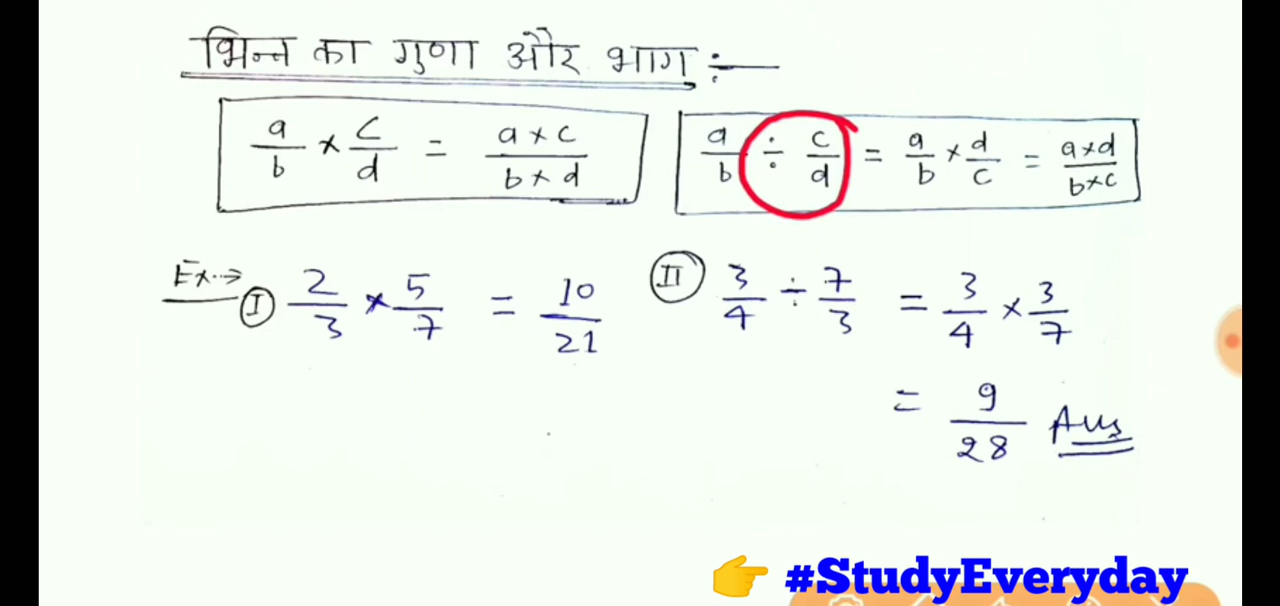 भिन्न का गुणा और भाग :—
a/b × c/d = a×c/b×d
a/b ÷ c/d = a/b × d/c = a×d/b×c
Ex⇢ I 2/3 × 5/7 = 10/21
II 3/4 ÷ 7/3 = 3/4 × 3/7
= 9/28 Ans
👉 #StudyEveryday